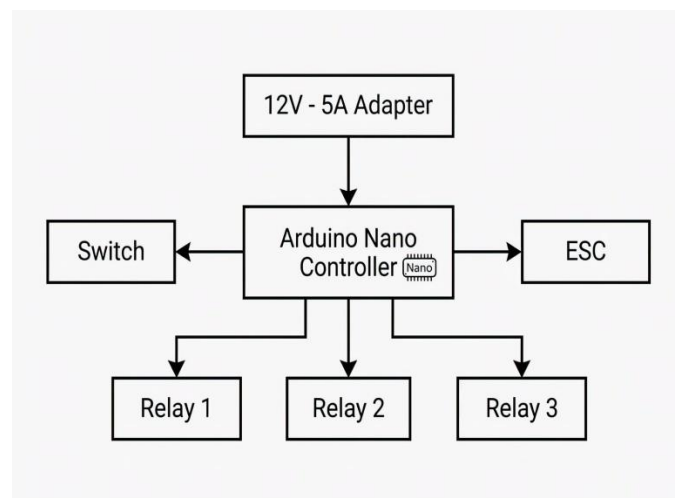 12V - 5A Adapter
Switch
Arduino Nano
Controller
Nano
ESC
Relay 1
Relay 2
Relay 3